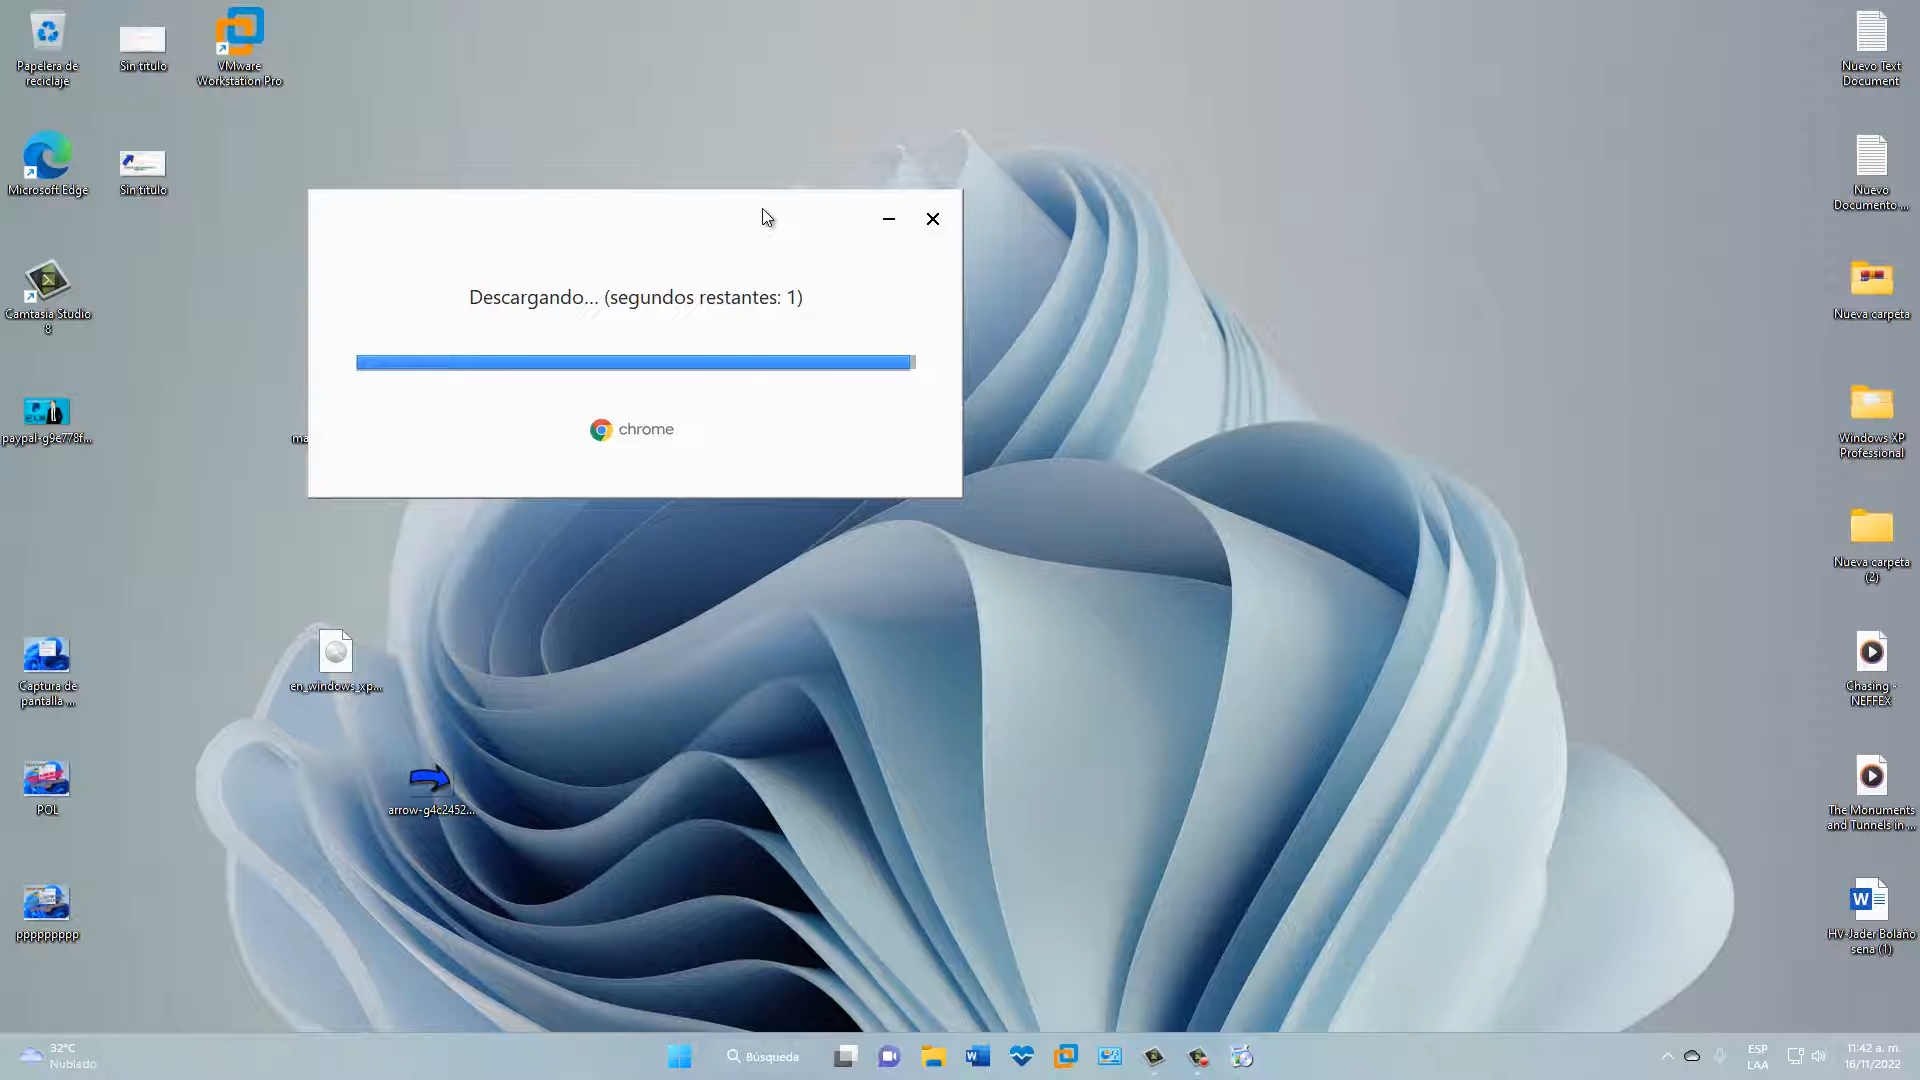 Papelera de
reciclaje
Sin título
VMware
Workstation Pro
Microsoft Edge
Sin título
Camtasia Studio
8
paypal-g9e778f...
ma
Captura de
pantalla ...
POL
ppppppppp
en_windows_xp...
arrow-g4c2452...
Descargando... (segundos restantes: 1)
chrome
Nuevo Text
Document
Nuevo
Documento ...
Nueva carpeta
Windows XP
Professional
Nueva carpeta
(2)
Chasing -
NEFFEX
The Monuments
and Tunnels in ...
HV-Jader Bolaño
sena (1)
32°C
Nublado
Búsqueda
ESP
LAA
11:42 a. m.
16/11/2022